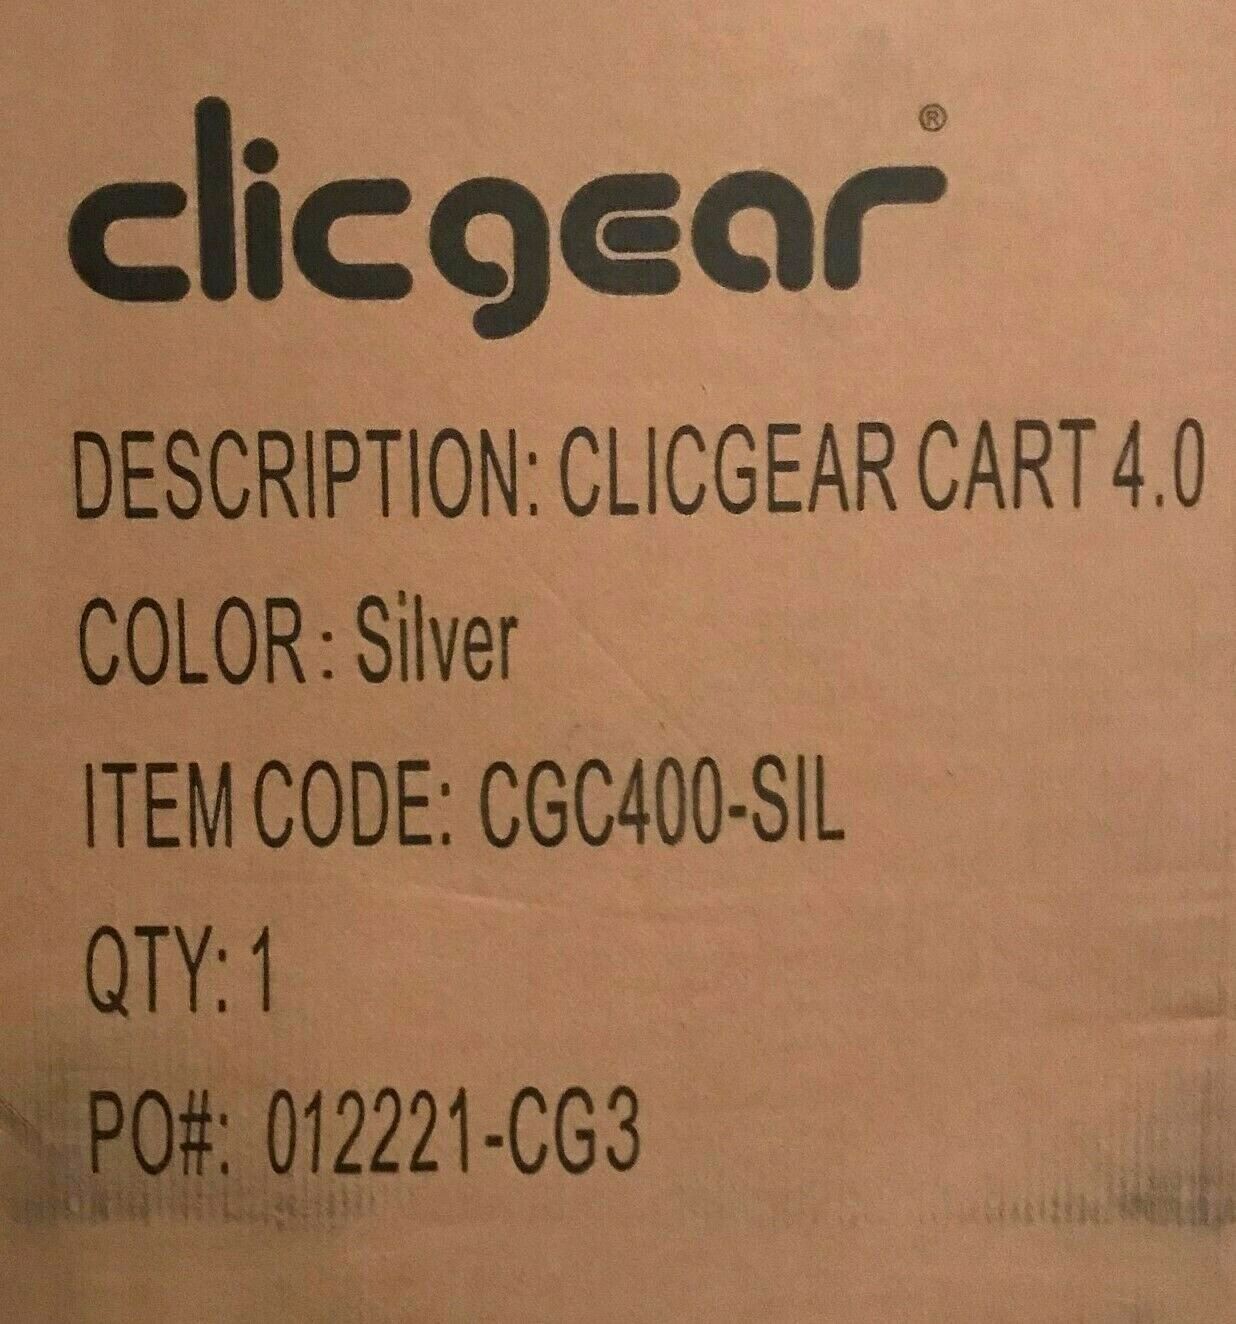 clicgear®
DESCRIPTION: CLICGEAR CART 4.0
COLOR: Silver
ITEM CODE: CGC400-SIL
QTY: 1
PO#: 012221-CG3